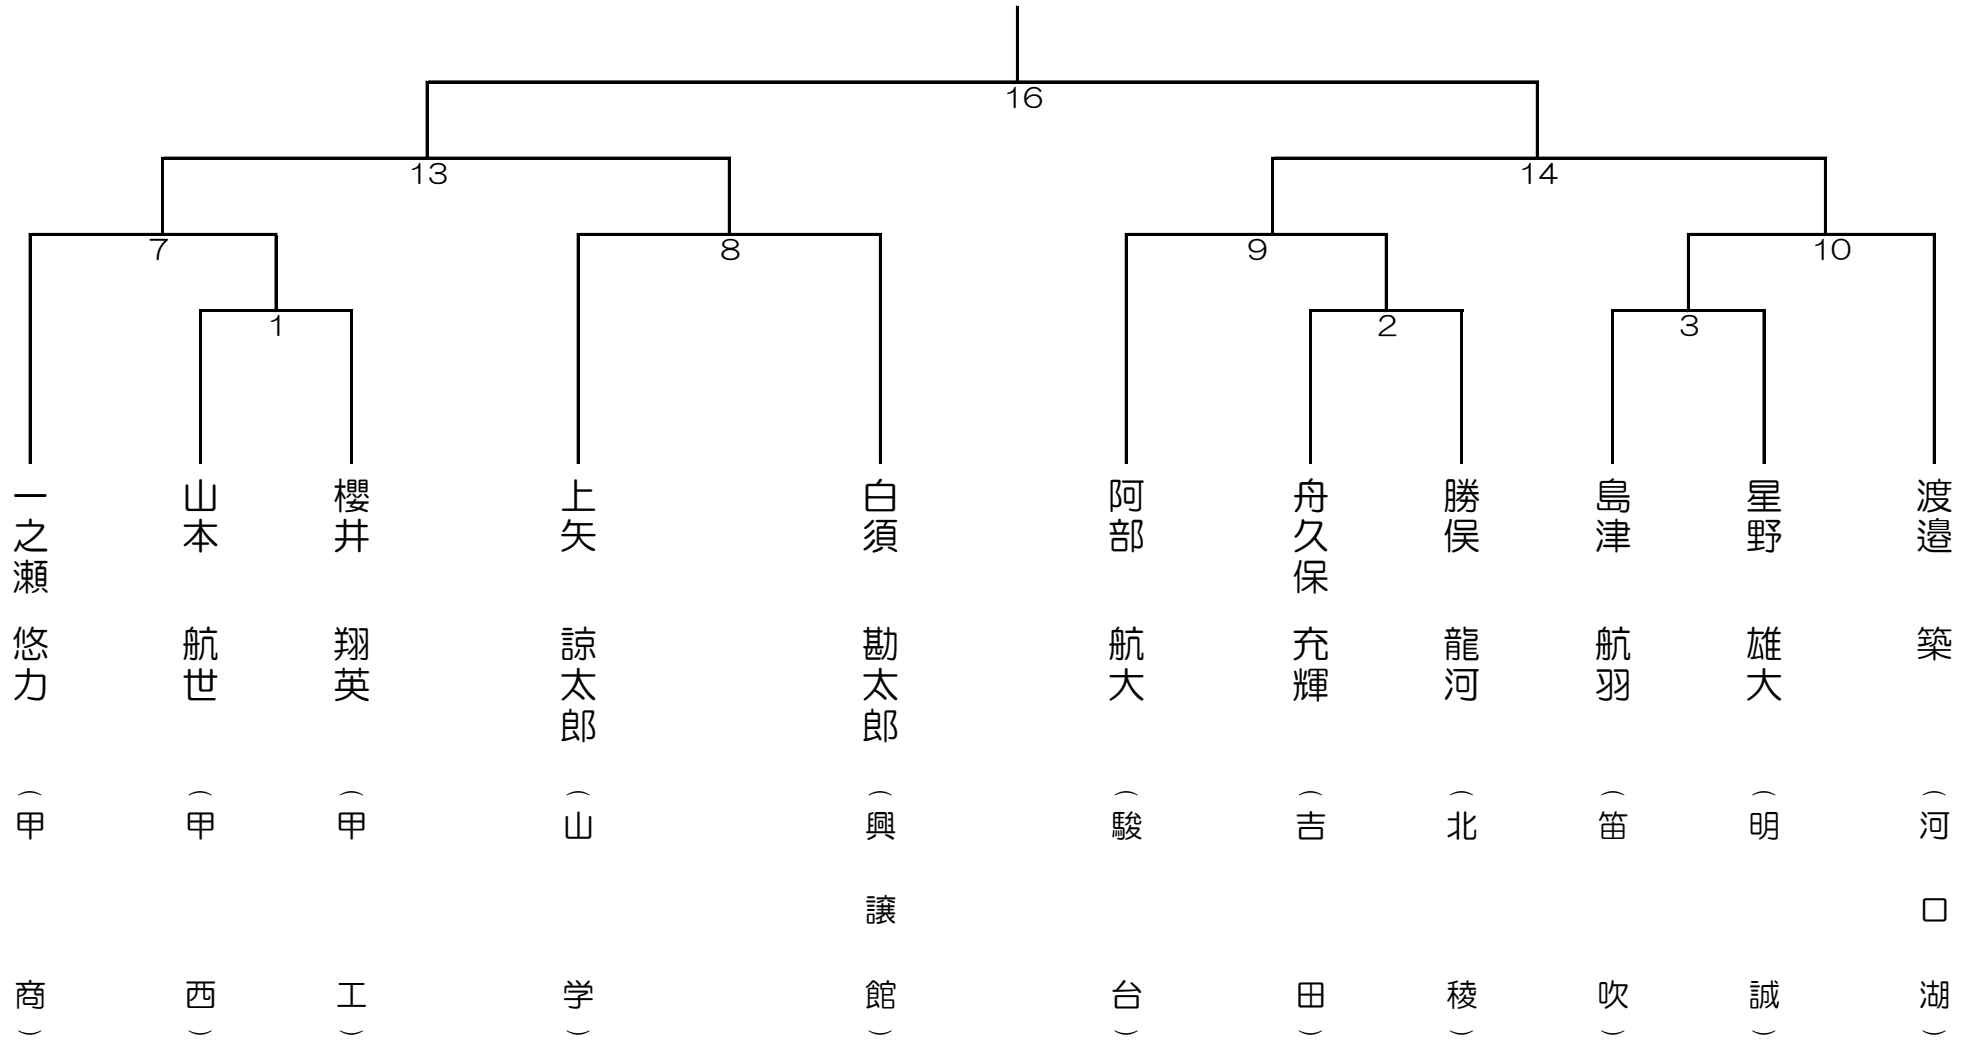 16
13
14
7
8
9
10
1
2
3
一之瀬 悠力 (甲商)
山本 航世 (甲西)
櫻井 翔英 (甲工)
上矢 諒太郎 (山学)
白須 勘太郎 (興譲館)
阿部 航大 (駿台)
舟久保 充輝 (吉田)
勝俣 龍河 (北稜)
島津 航羽 (笛吹)
星野 雄大 (明誠)
渡邉 築 (河口湖)